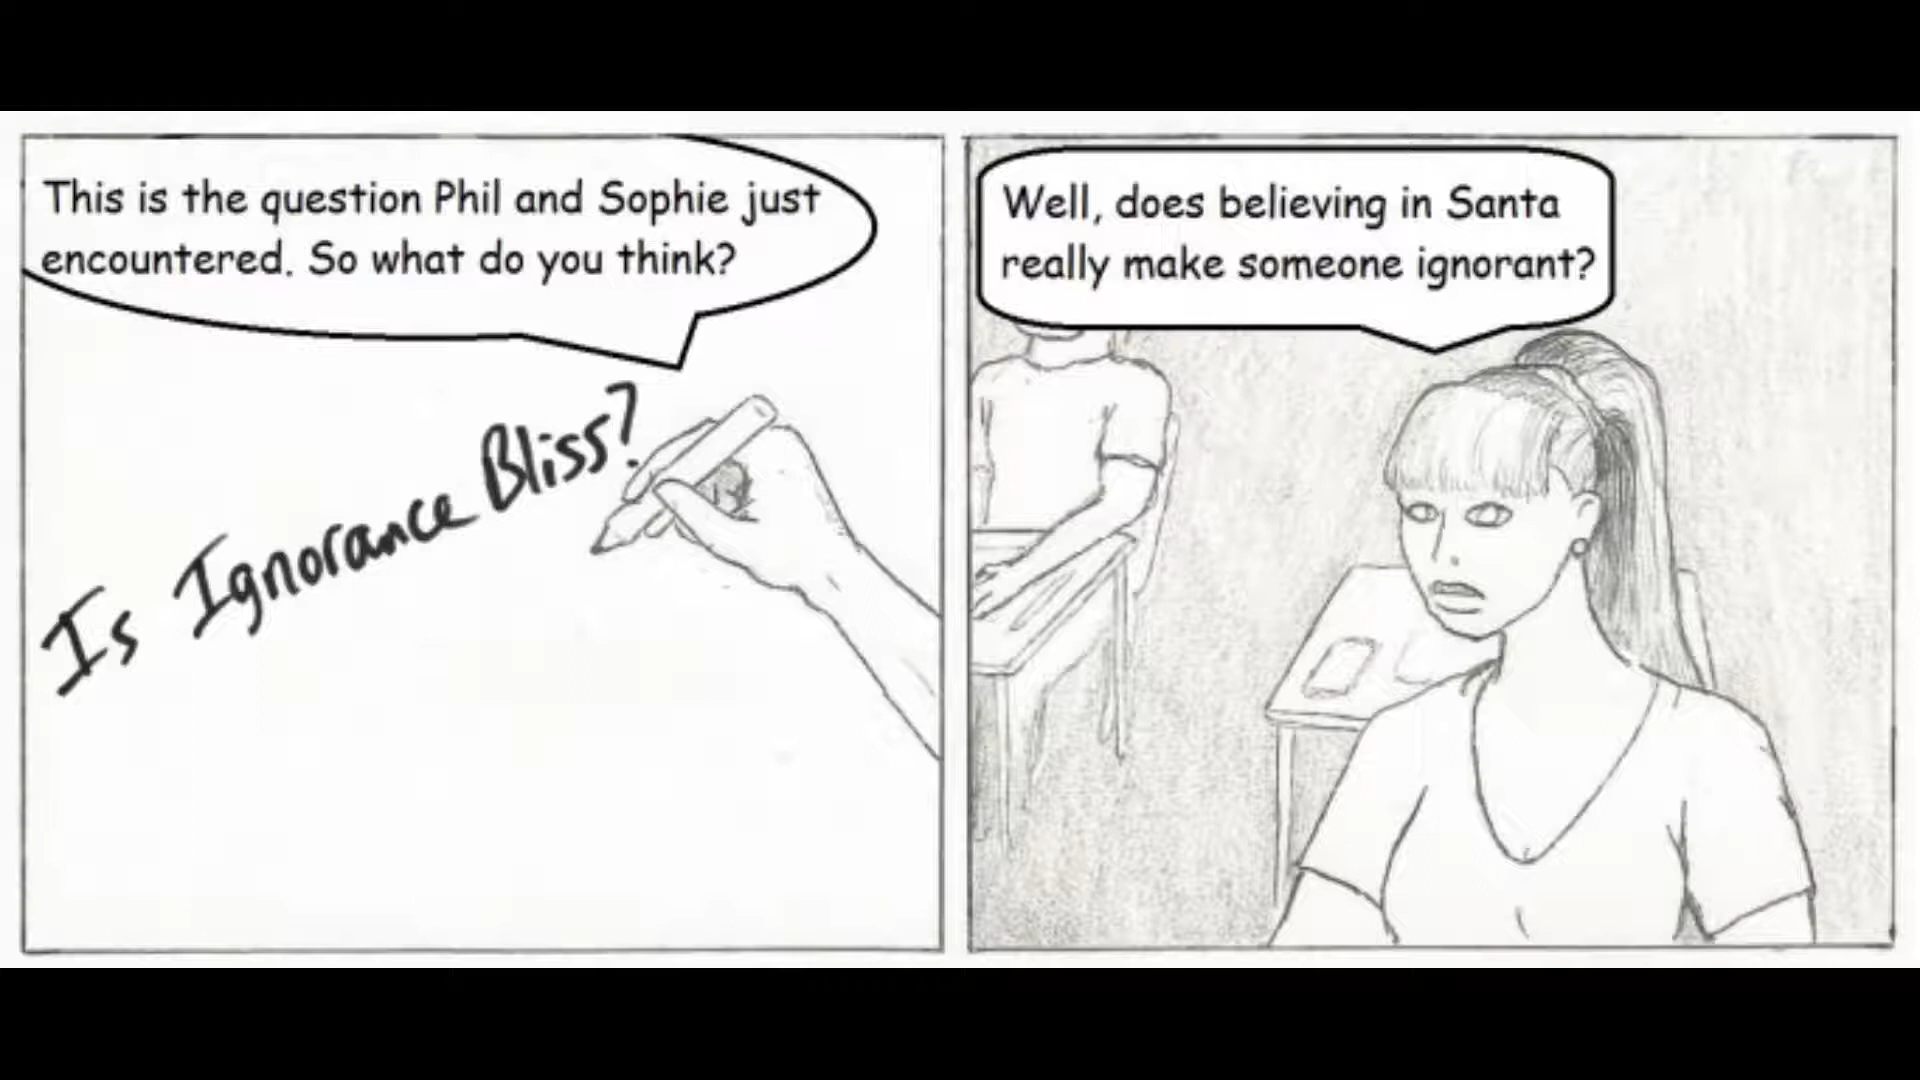 This is the question Phil and Sophie just
encountered. So what do you think?
Is Ignorance Bliss?
Well, does believing in Santa
really make someone ignorant?